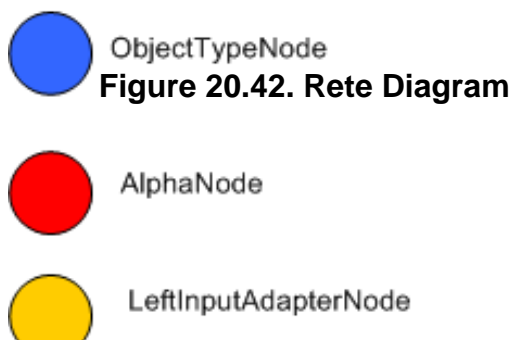 ObjectTypeNode
Figure 20.42. Rete Diagram
AlphaNode
LeftInputAdapterNode